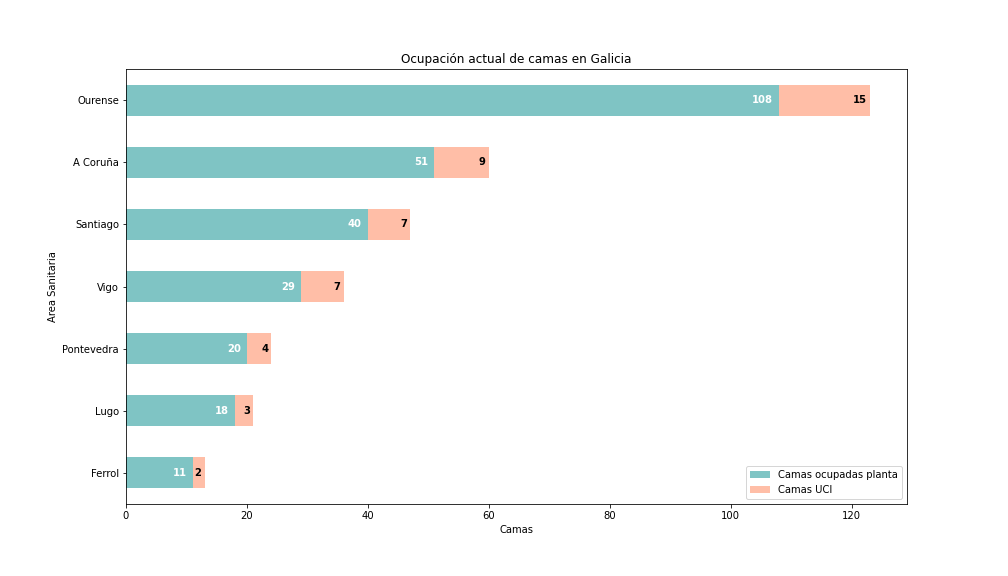 Ocupación actual de camas en Galicia
Ourense
108
15
A Coruña
51
9
Santiago
40
7
Area Sanitaria
Vigo
29
7
Pontevedra
20
4
Lugo
18
3
Ferrol
11
2
Camas ocupadas planta
Camas UCI
0 20 40 60 80 100 120
Camas